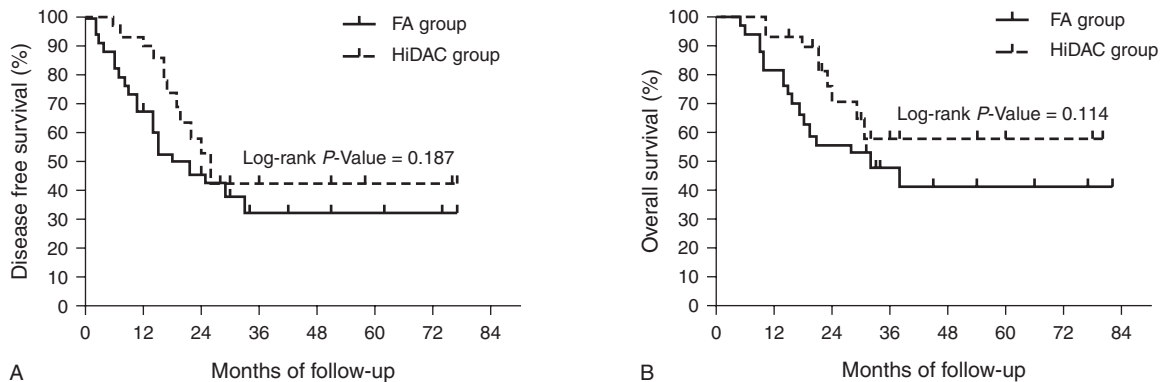 100
90
80
70
60
50
40
30
20
10
0
Disease free survival (%)
FA group
HiDAC group
Log-rank P-Value = 0.187
0 12 24 36 48 60 72 84
Months of follow-up
A
100
90
80
70
60
50
40
30
20
10
0
Overall survival (%)
FA group
HiDAC group
Log-rank P-Value = 0.114
0 12 24 36 48 60 72 84
Months of follow-up
B